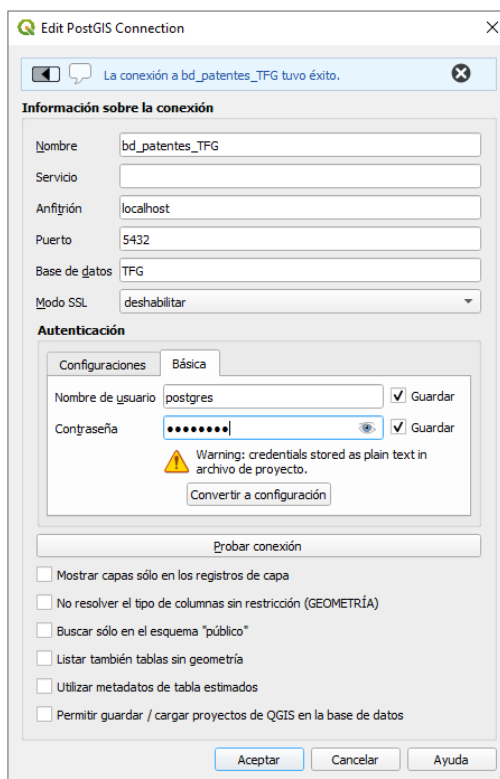 Edit PostGIS Connection
La conexión a bd_patentes_TFG tuvo éxito.
Información sobre la conexión
Nombre bd_patentes_TFG
Servicio
Anfitrión localhost
Puerto 5432
Base de datos TFG
Modo SSL deshabilitar
Autenticación
Configuraciones Básica
Nombre de usuario postgres Guardar
Contraseña ●●●●●●●● Guardar
Warning: credentials stored as plain text in
archivo de proyecto.
Convertir a configuración
Probar conexión
Mostrar capas sólo en los registros de capa
No resolver el tipo de columnas sin restricción (GEOMETRÍA)
Buscar sólo en el esquema "público"
Listar también tablas sin geometría
Utilizar metadatos de tabla estimados
Permitir guardar / cargar proyectos de QGIS en la base de datos
Aceptar Cancelar Ayuda